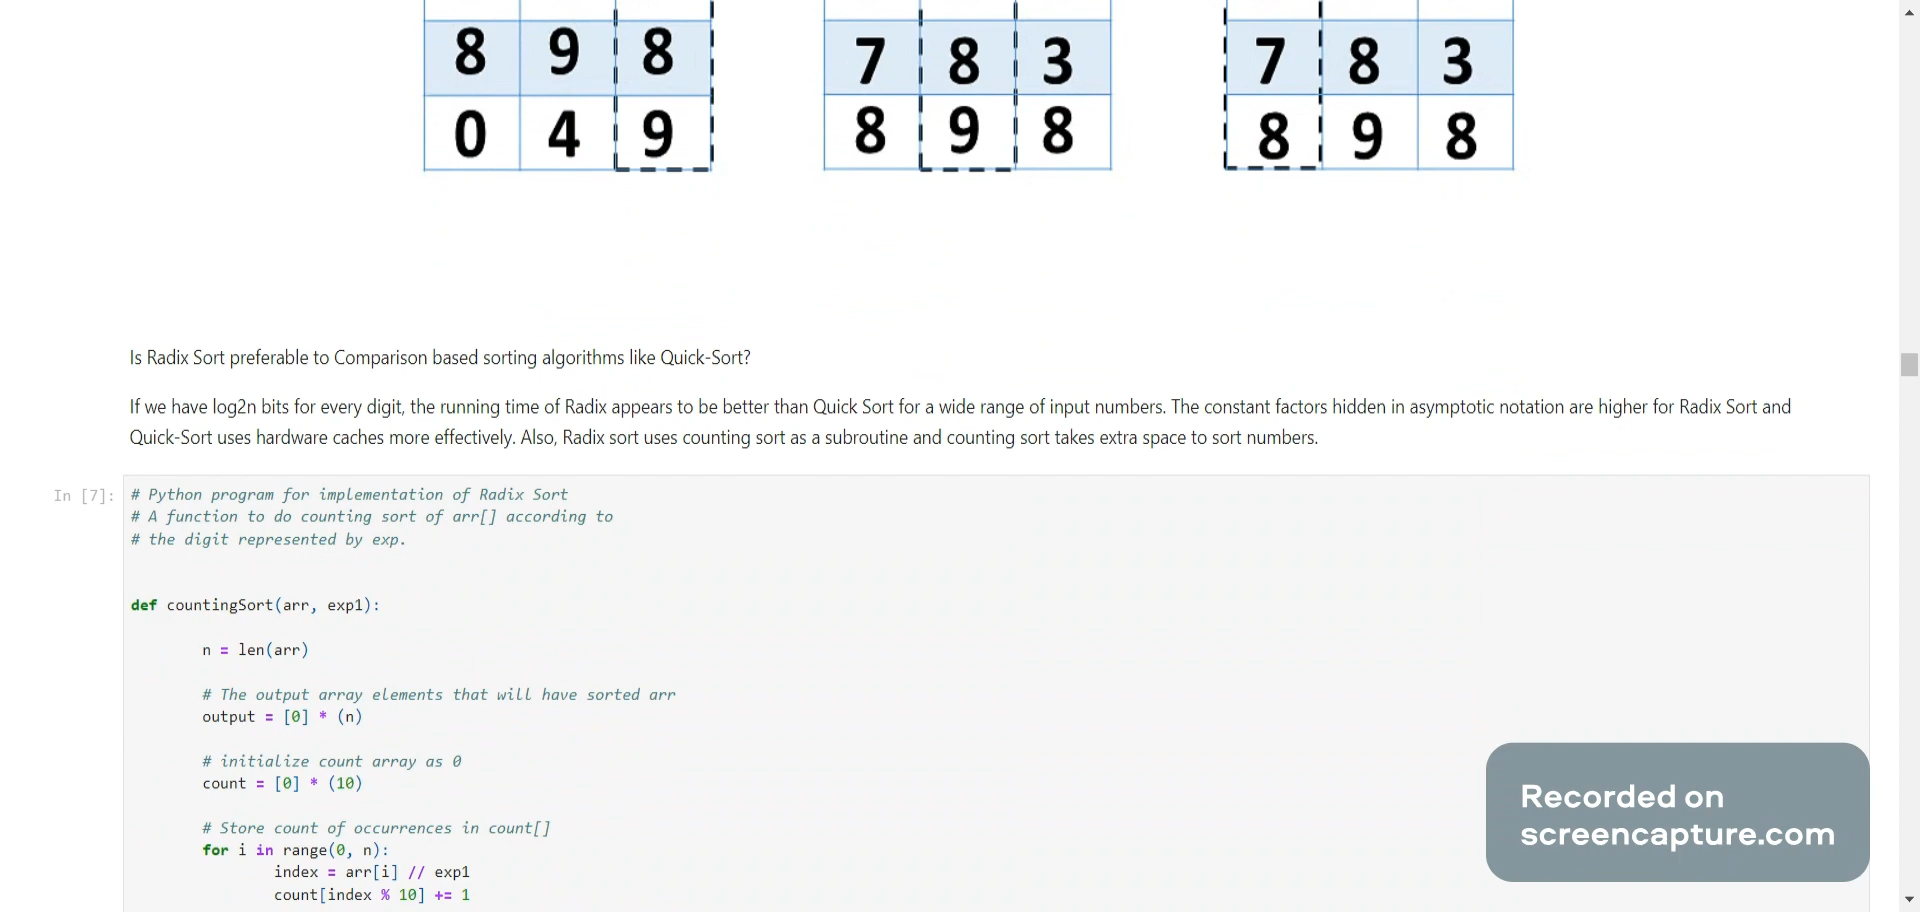 8 9 8 7 8 3 7 8 3
0 4 9 8 9 8 8 9 8
Is Radix Sort preferable to Comparison based sorting algorithms like Quick-Sort?
If we have log2n bits for every digit, the running time of Radix appears to be better than Quick Sort for a wide range of input numbers. The constant factors hidden in asymptotic notation are higher for Radix Sort and
Quick-Sort uses hardware caches more effectively. Also, Radix sort uses counting sort as a subroutine and counting sort takes extra space to sort numbers.
In [7]: # Python program for implementation of Radix Sort
# A function to do counting sort of arr[] according to
# the digit represented by exp.
def countingSort(arr, exp1):
n = len(arr)
# The output array elements that will have sorted arr
output = [0] * (n)
# initialize count array as 0
count = [0] * (10)
# Store count of occurrences in count[]
for i in range(0, n):
index = arr[i] // exp1
count[index % 10] += 1
Recorded on
screencapture.com